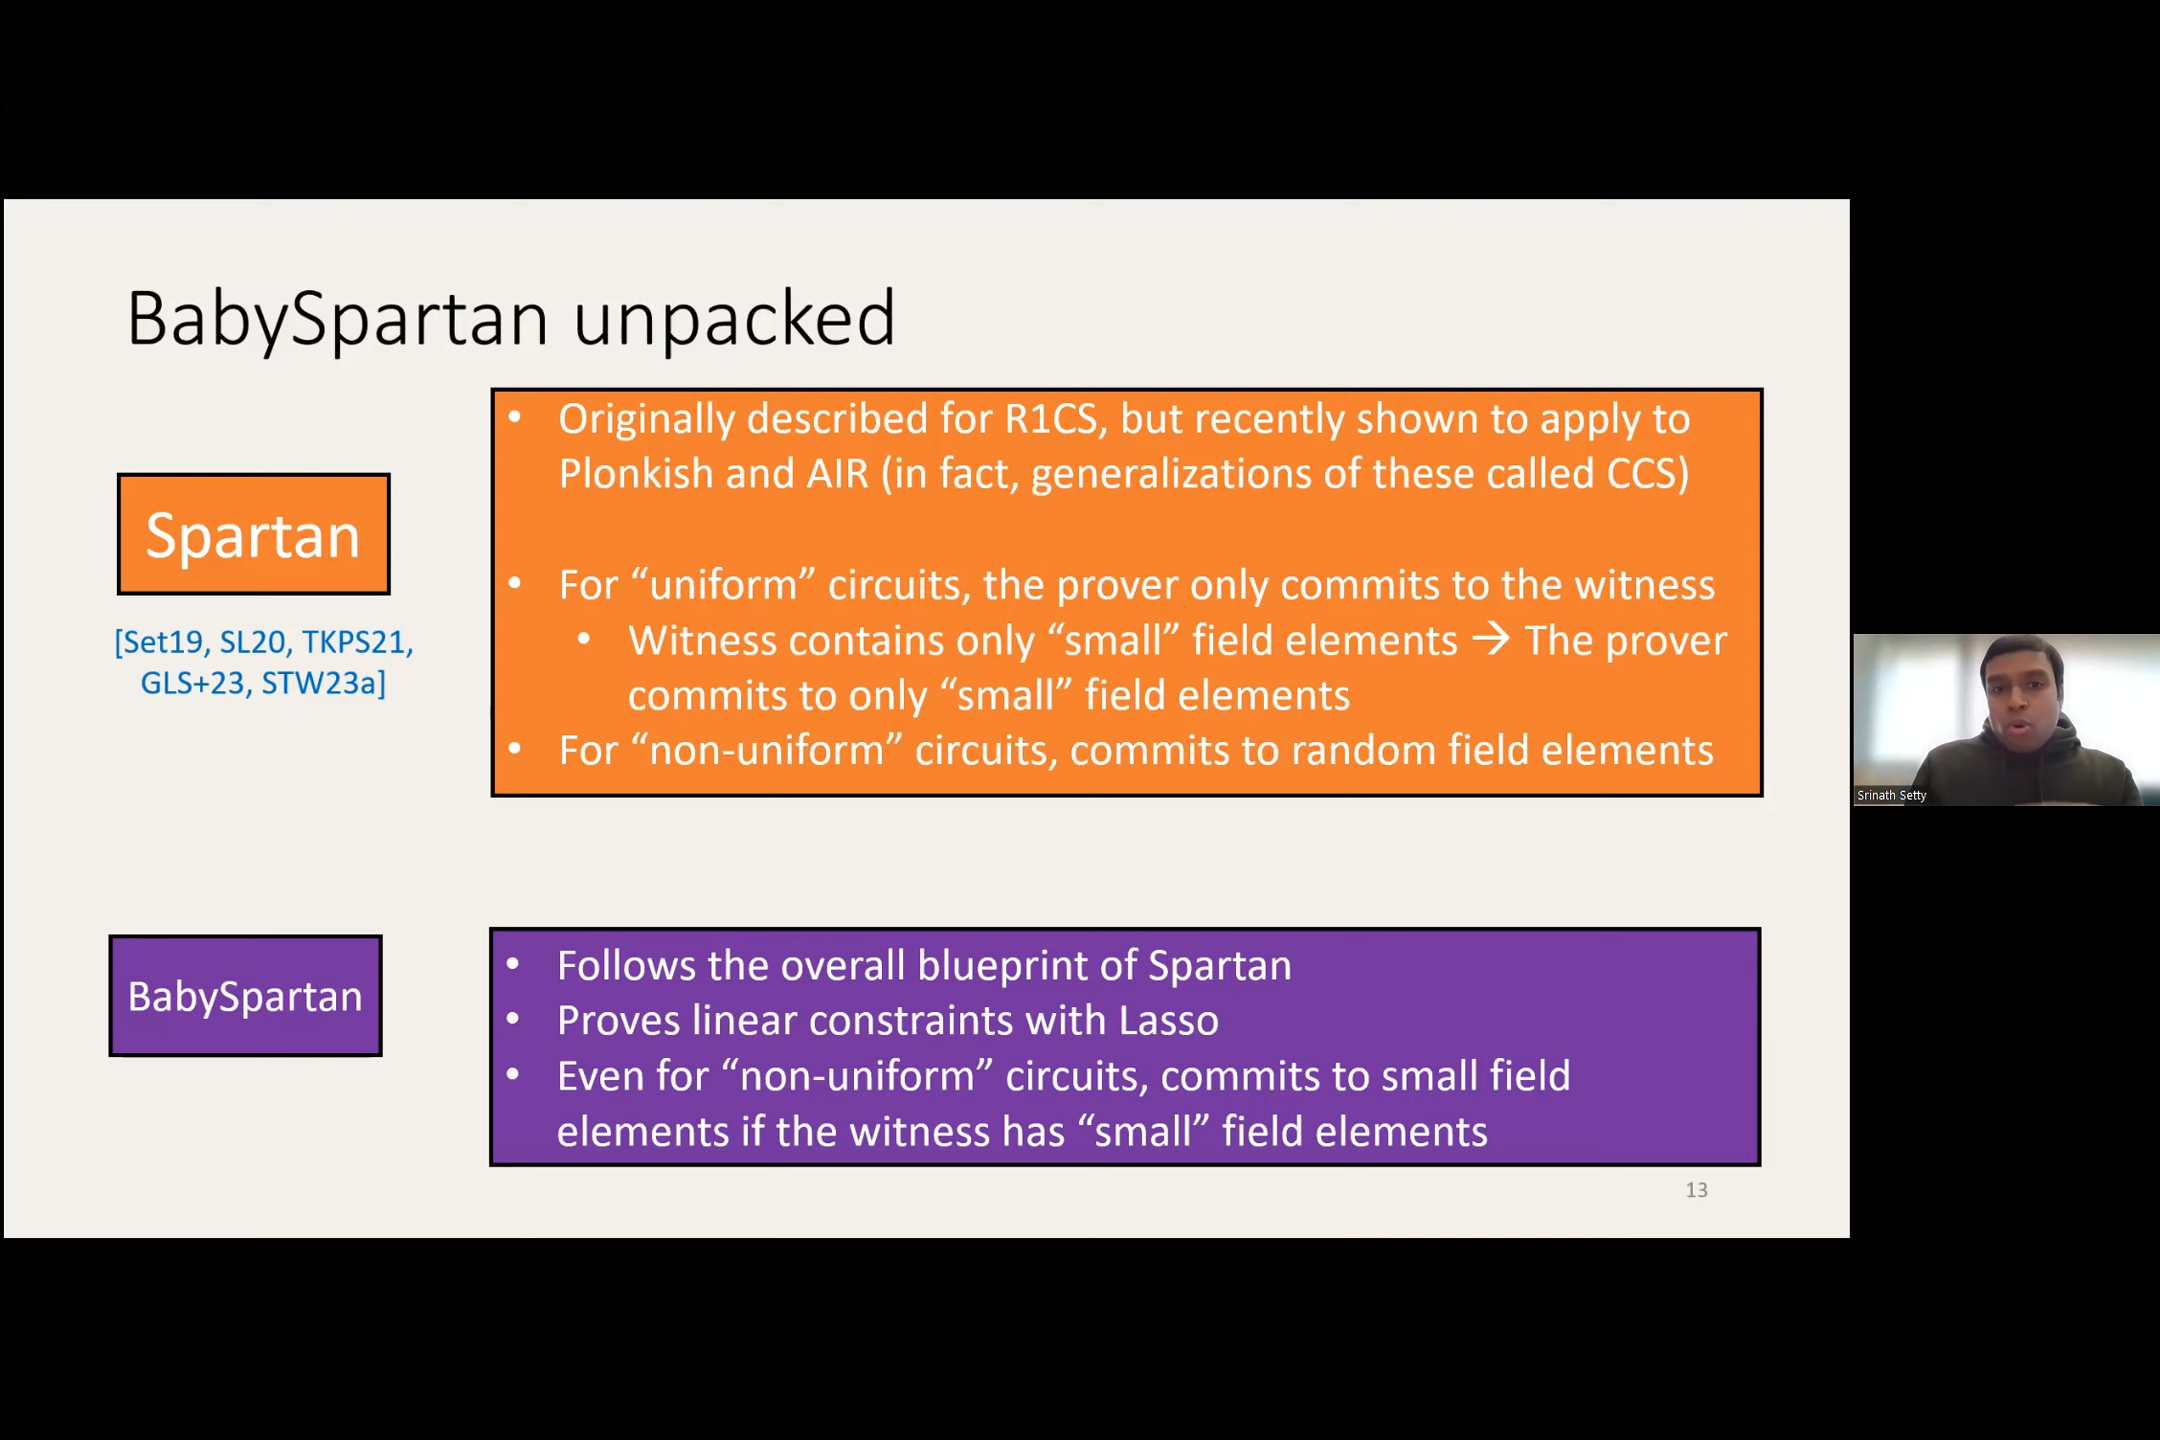 BabySpartan unpacked
Spartan
[Set19, SL20, TKPS21,
GLS+23, STW23a]
• Originally described for R1CS, but recently shown to apply to
Plonkish and AIR (in fact, generalizations of these called CCS)
• For “uniform” circuits, the prover only commits to the witness
• Witness contains only “small” field elements → The prover
commits to only “small” field elements
• For “non-uniform” circuits, commits to random field elements
BabySpartan
• Follows the overall blueprint of Spartan
• Proves linear constraints with Lasso
• Even for “non-uniform” circuits, commits to small field
elements if the witness has “small” field elements
13
Srinath Setty